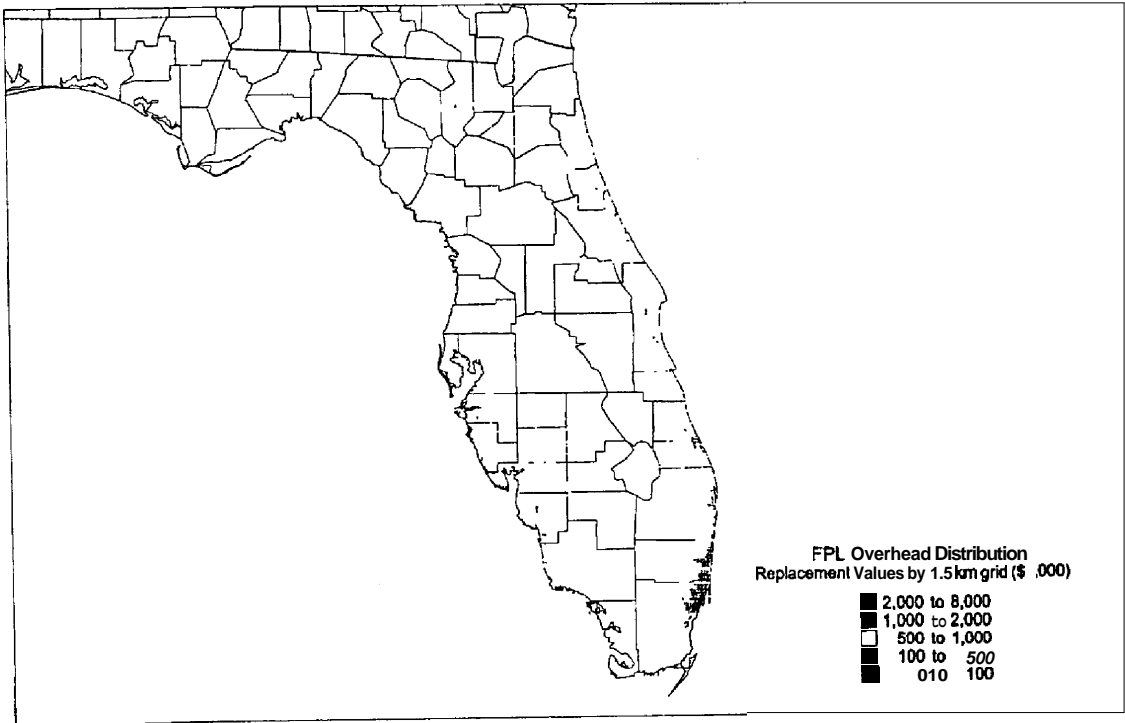 FPL Overhead Distribution
Replacement Values by 1.5 km grid ($ ,000)
2,000 to 8,000
1,000 to 2,000
500 to 1,000
100 to 500
010 100